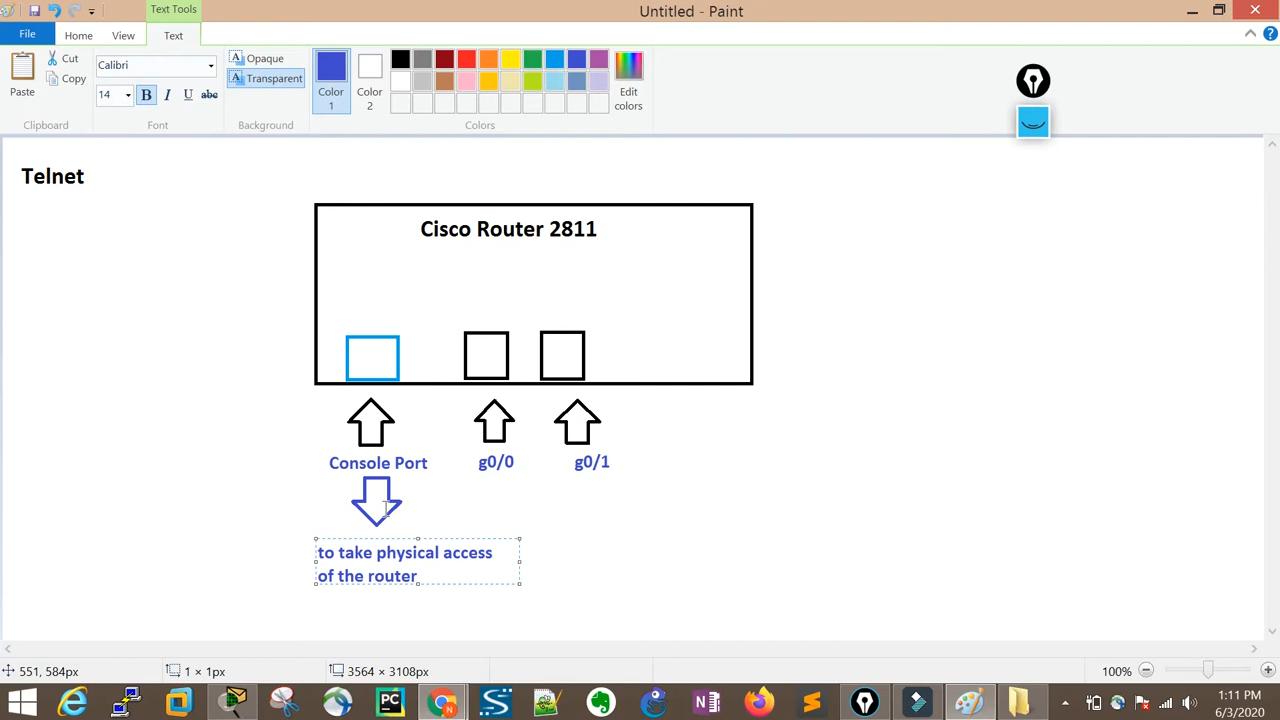 Text Tools
Untitled - Paint
File
Home
View
Text
Paste
Cut
Copy
Clipboard
Calibri
14
B I U abc
Font
A Opaque
A Transparent
Background
Color 1
Color 2
Edit colors
Colors
Telnet
Cisco Router 2811
Console Port
g0/0
g0/1
to take physical access
of the router
551, 584px
1 × 1px
3564 × 3108px
100%
PC
N
N
S
N
1:11 PM
6/3/2020